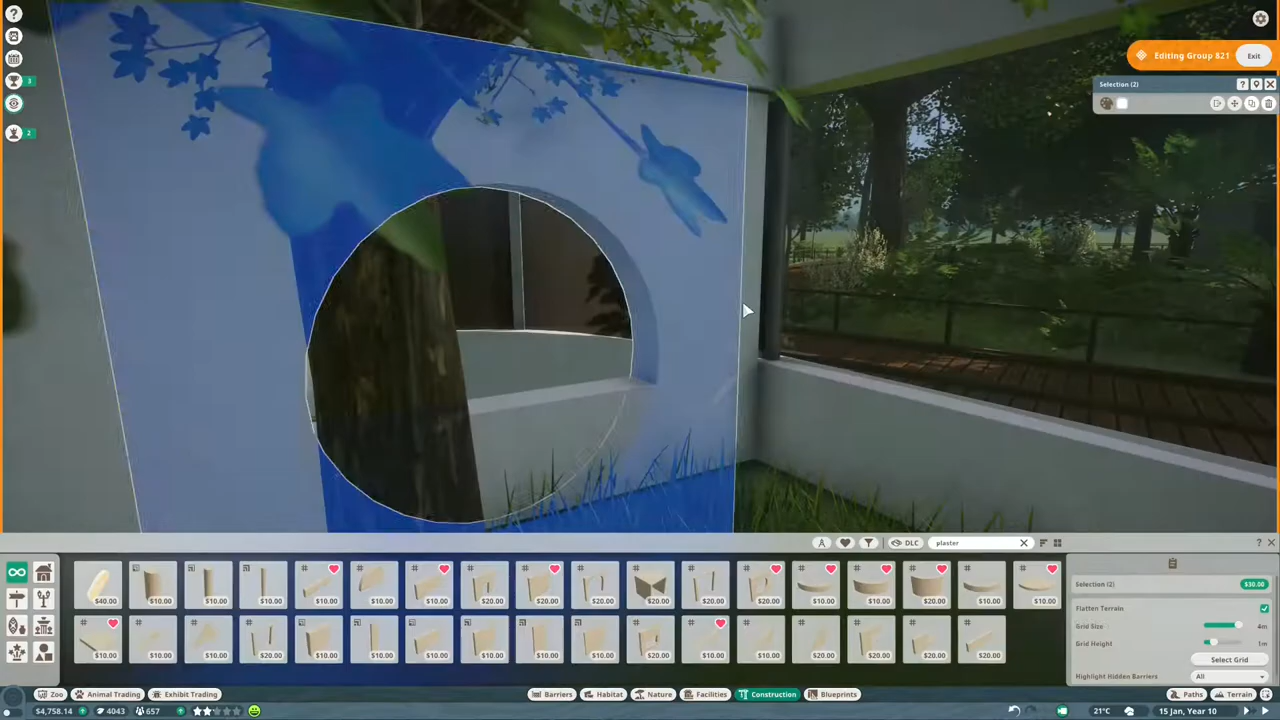 Editing Group 821 Exit
Selection (2)
3
2
DLC plaster
$40.00 $10.00 $10.00 $10.00 $10.00 $10.00 $10.00 $20.00 $20.00 $20.00 $20.00 $20.00 $20.00 $10.00 $10.00 $20.00 $10.00 $10.00
$10.00 $10.00 $10.00 $20.00 $10.00 $10.00 $10.00 $10.00 $10.00 $20.00 $10.00 $10.00 $20.00 $20.00 $20.00 $10.00
Selection (2) $30.00
Flatten Terrain
Grid Size 4m
Grid Height 1m
Select Grid
Highlight Hidden Barriers All
Zoo Animal Trading Exhibit Trading Barriers Habitat Nature Facilities Construction Blueprints Paths Terrain
$4,758.14 4043 657 21°C 15 Jan, Year 10